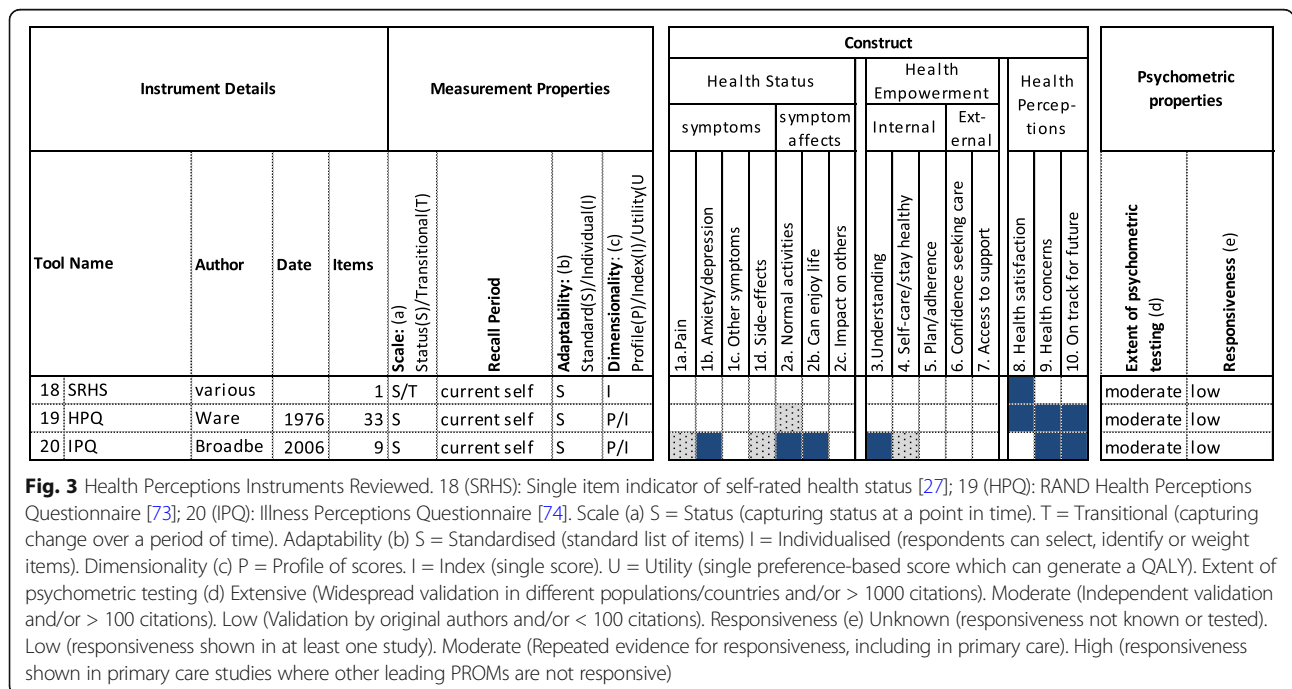 Instrument Details
Measurement Properties
Construct
Psychometric
properties
Health Status
Health
Empowerment
Health
Percep-
tions
symptoms
symptom
affects
Internal
Ext-
ernal
Tool Name
Author
Date
Items
Scale: (a)
Status(S)/Transitional(T)
Recall Period
Adaptability: (b)
Standard(S)/Individual(I)
Dimensionality: (c)
Profile(P)/Index(I)/Utility(U
1a.Pain
1b. Anxiety/depression
1c. Other symptoms
1d. Side-effects
2a. Normal activities
2b. Can enjoy life
2c. Impact on others
3.Understanding
4. Self-care/stay healthy
5. Plan/adherence
6. Confidence seeking care
7. Access to support
8. Health satisfaction
9. Health concerns
10. On track for future
Extent of psychometric
testing (d)
Responsiveness (e)
18 SRHS various 1 S/T current self S I moderate low
19 HPQ Ware 1976 33 S current self S P/I moderate low
20 IPQ Broadbe 2006 9 S current self S P/I moderate low
Fig. 3 Health Perceptions Instruments Reviewed. 18 (SRHS): Single item indicator of self-rated health status [27]; 19 (HPQ): RAND Health Perceptions
Questionnaire [73]; 20 (IPQ): Illness Perceptions Questionnaire [74]. Scale (a) S = Status (capturing status at a point in time). T = Transitional (capturing
change over a period of time). Adaptability (b) S = Standardised (standard list of items) I = Individualised (respondents can select, identify or weight
items). Dimensionality (c) P = Profile of scores. I = Index (single score). U = Utility (single preference-based score which can generate a QALY). Extent of
psychometric testing (d) Extensive (Widespread validation in different populations/countries and/or > 1000 citations). Moderate (Independent validation
and/or > 100 citations). Low (Validation by original authors and/or < 100 citations). Responsiveness (e) Unknown (responsiveness not known or tested).
Low (responsiveness shown in at least one study). Moderate (Repeated evidence for responsiveness, including in primary care). High (responsiveness
shown in primary care studies where other leading PROMs are not responsive)